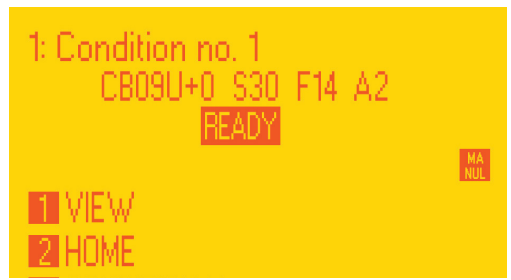 1: Condition no. 1
CB09U+0 S30 F14 A2
READY
MA
NUL
1 VIEW
2 HOME